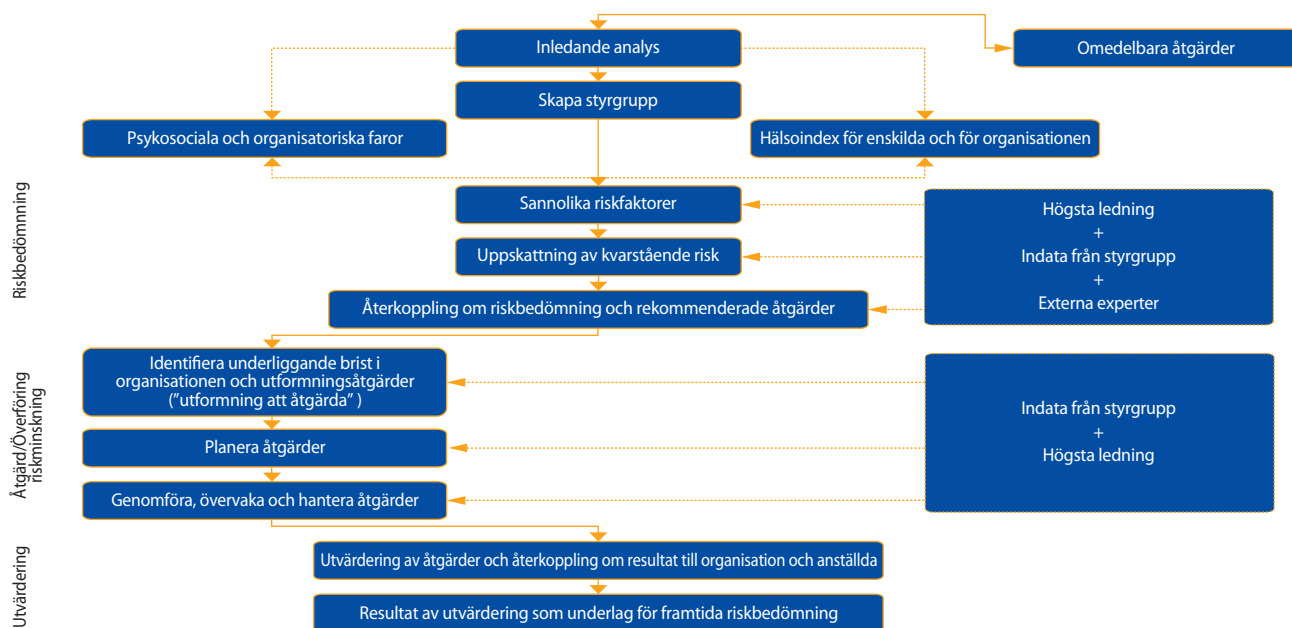 Inledande analys
Omedelbara åtgärder
Skapa styrgrupp
Psykosociala och organisatoriska faror
Hälsoindex för enskilda och för organisationen
Riskbedömning
Sannolika riskfaktorer
Uppskattning av kvarstående risk
Återkoppling om riskbedömning och rekommenderade åtgärder
Högsta ledning
+
Indata från styrgrupp
+
Externa experter
Åtgärd/Överföring
riskminskning
Identifiera underliggande brist i
organisationen och utformningsåtgärder
(”utformning att åtgärda” )
Planera åtgärder
Genomföra, övervaka och hantera åtgärder
Indata från styrgrupp
+
Högsta ledning
Utvärdering
Utvärdering av åtgärder och återkoppling om resultat till organisation och anställda
Resultat av utvärdering som underlag för framtida riskbedömning